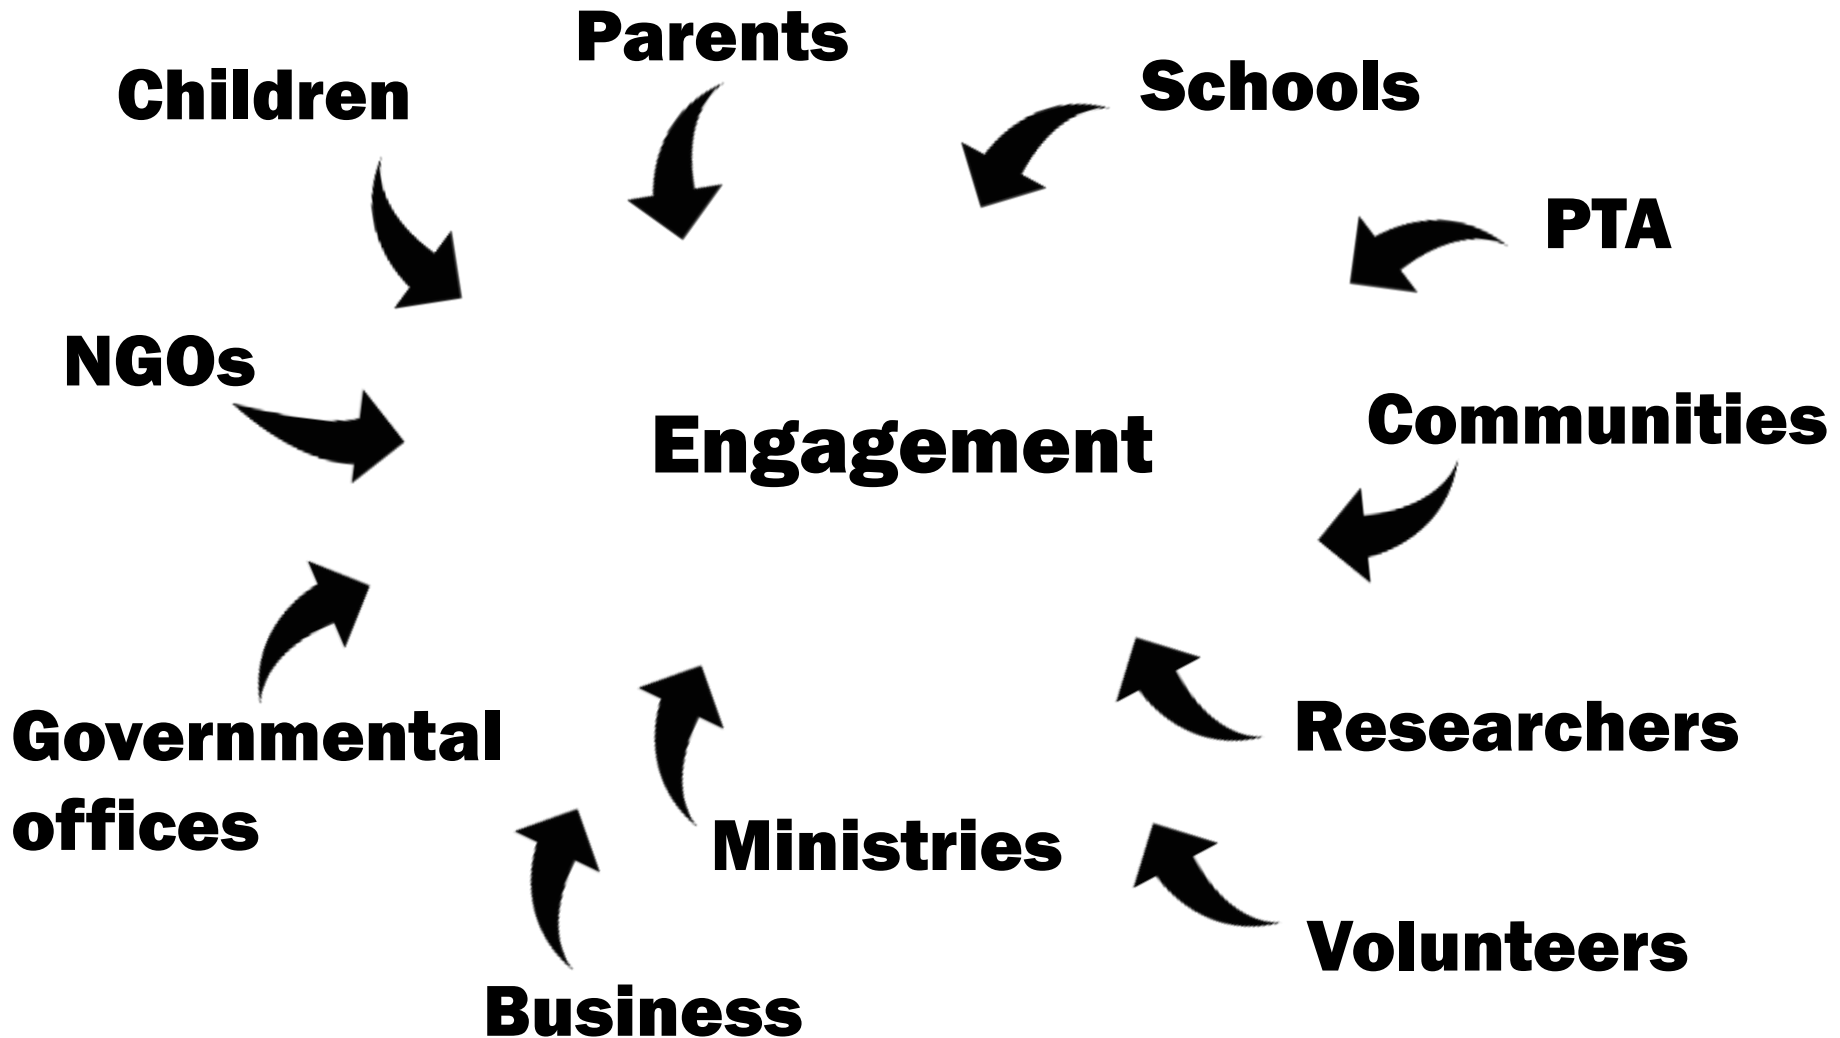 Parents
Children
Schools
PTA
NGOs
Communities
Engagement
Researchers
Governmental
offices
Ministries
Volunteers
Business